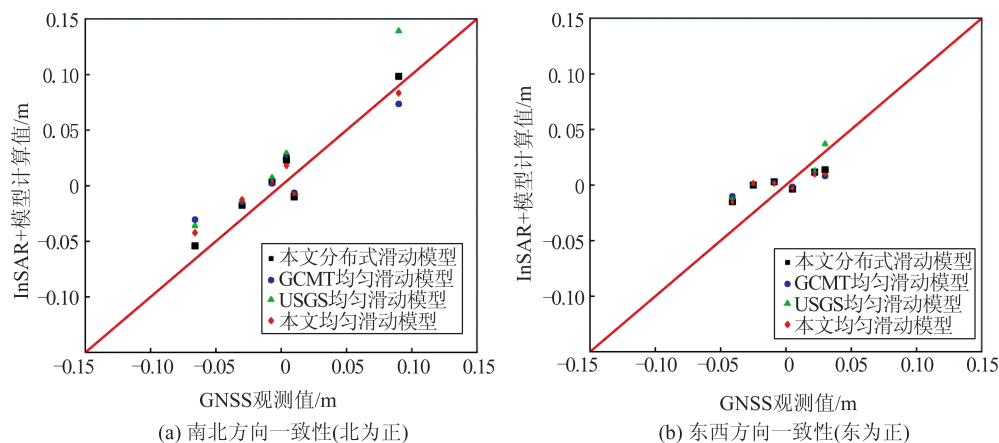 0.15
0.10
0.05
0
−0.05
−0.10
InSAR+模型计算值/m
本文分布式滑动模型
GCMT均匀滑动模型
USGS均匀滑动模型
本文均匀滑动模型
−0.15 −0.10 −0.05 0 0.05 0.10 0.15
GNSS观测值/m
(a) 南北方向一致性(北为正)
0.15
0.10
0.05
0
−0.05
−0.10
InSAR+模型计算值/m
本文分布式滑动模型
GCMT均匀滑动模型
USGS均匀滑动模型
本文均匀滑动模型
−0.15 −0.10 −0.05 0 0.05 0.10 0.15
GNSS观测值/m
(b) 东西方向一致性(东为正)